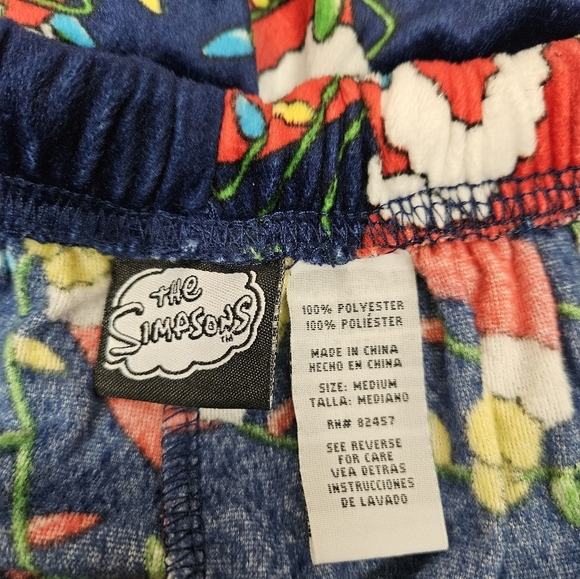 THE
SIMPSONS
TM
100% POLYESTER
100% POLIÉSTER
MADE IN CHINA
HECHO EN CHINA
SIZE: MEDIUM
TALLA: MEDIANO
RN# 82457
SEE REVERSE
FOR CARE
VEA DETRAS
INSTRUCCIONES
DE LAVADO